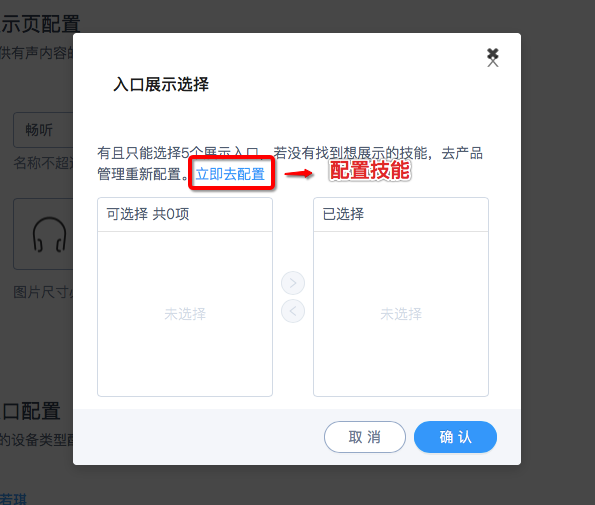 示页配置
供有声内容的
入口展示选择
畅听
名称不超
有且只能选择5个展示入口，若没有找到想展示的技能，去产品
管理重新配置。立即去配置
配置技能
可选择 共0项
已选择
未选择
未选择
图片尺寸
口配置
的设备类型
取 消
确 认
若琪